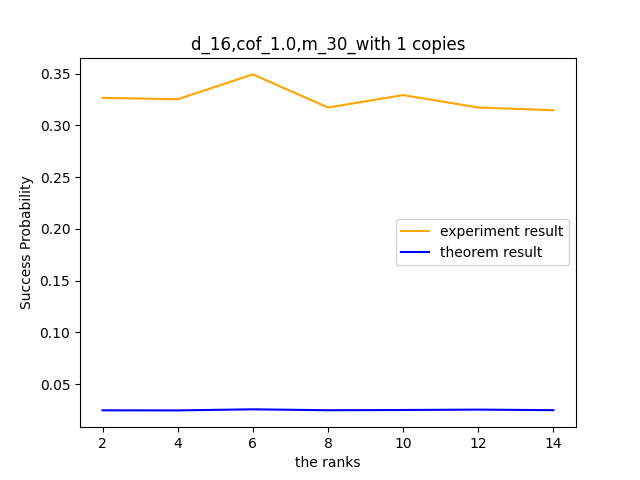 d_16,cof_1.0,m_30_with 1 copies
0.35
0.30
0.25
0.20
0.15
0.10
0.05
Success Probability
experiment result
theorem result
2 4 6 8 10 12 14
the ranks